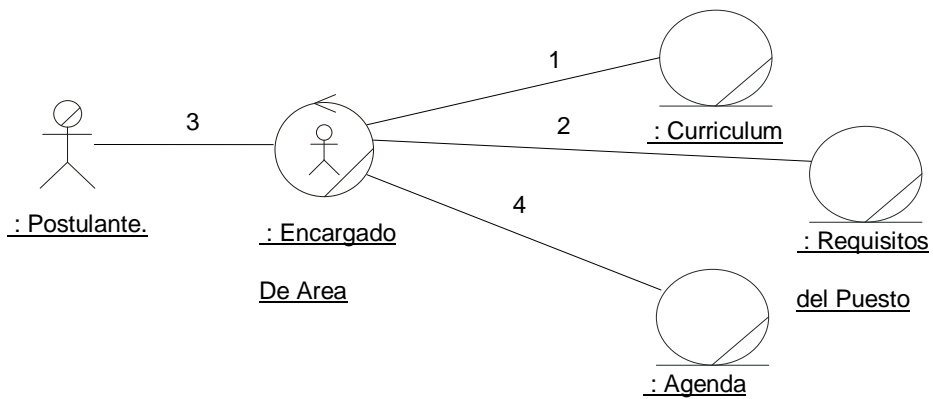 1
: Curriculum
3
2
: Postulante.
: Encargado
De Area
4
: Requisitos
del Puesto
: Agenda